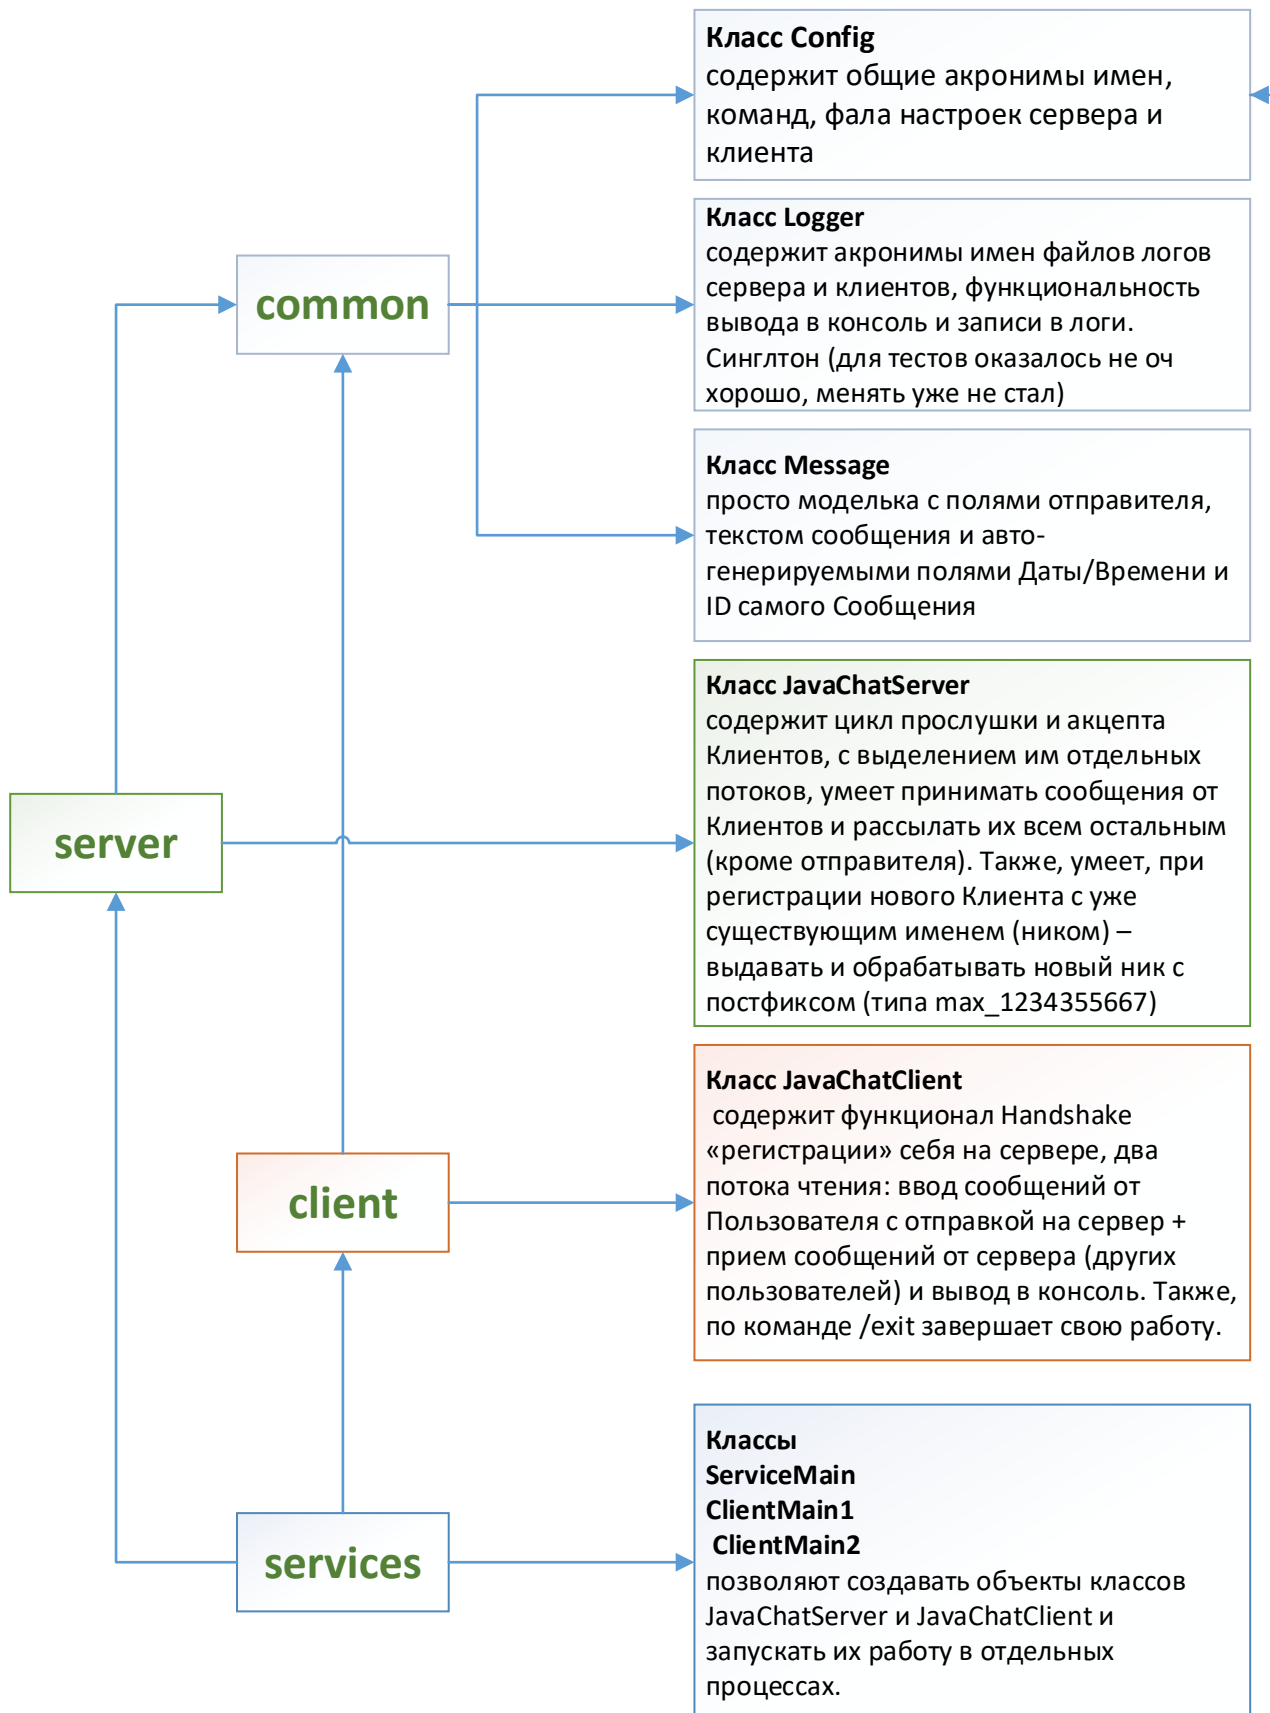 Класс Config
содержит общие акронимы имен,
команд, фала настроек сервера и
клиента
Класс Logger
содержит акронимы имен файлов логов
сервера и клиентов, функциональность
вывода в консоль и записи в логи.
Синглтон (для тестов оказалось не оч
хорошо, менять уже не стал)
common
Класс Message
просто моделька с полями отправителя,
текстом сообщения и авто-
генерируемыми полями Даты/Времени и
ID самого Сообщения
Класс JavaChatServer
содержит цикл прослушки и акцепта
Клиентов, с выделением им отдельных
потоков, умеет принимать сообщения от
Клиентов и рассылать их всем остальным
(кроме отправителя). Также, умеет, при
регистрации нового Клиента с уже
существующим именем (ником) –
выдавать и обрабатывать новый ник с
постфиксом (типа max_1234355667)
server
Класс JavaChatClient
содержит функционал Handshake
«регистрации» себя на сервере, два
потока чтения: ввод сообщений от
Пользователя с отправкой на сервер +
прием сообщений от сервера (других
пользователей) и вывод в консоль. Также,
по команде /exit завершает свою работу.
client
Классы
ServiceMain
ClientMain1
ClientMain2
позволяют создавать объекты классов
JavaChatServer и JavaChatClient и
запускать их работу в отдельных
процессах.
services